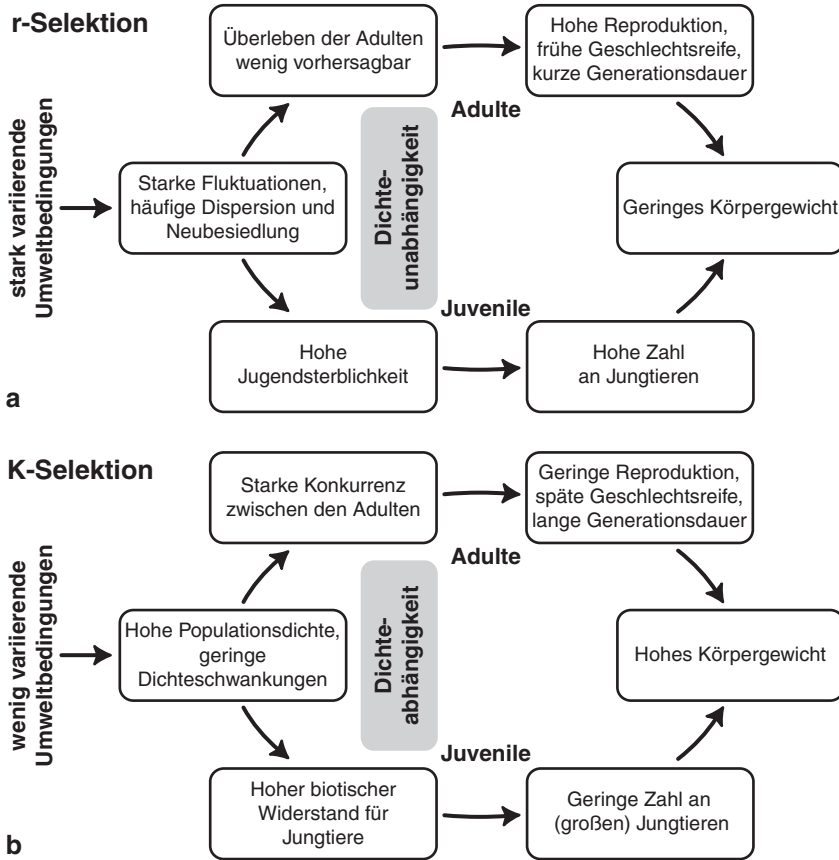 r-Selektion
Überleben der Adulten
wenig vorhersagbar
Hohe Reproduktion,
frühe Geschlechtsreife,
kurze Generationsdauer
Adulte
stark variierende
Umweltbedingungen
Starke Fluktuationen,
häufige Dispersion und
Neubesiedlung
Dichte-
unabhängigkeit
Geringes Körpergewicht
Juvenile
Hohe
Jugendsterblichkeit
Hohe Zahl
an Jungtieren
a
K-Selektion
Starke Konkurrenz
zwischen den Adulten
Geringe Reproduktion,
späte Geschlechtsreife,
lange Generationsdauer
Adulte
wenig variierende
Umweltbedingungen
Hohe Populationsdichte,
geringe
Dichteschwankungen
Dichte-
abhängigkeit
Hohes Körpergewicht
Juvenile
Hoher biotischer
Widerstand für
Jungtiere
Geringe Zahl an
(großen) Jungtieren
b